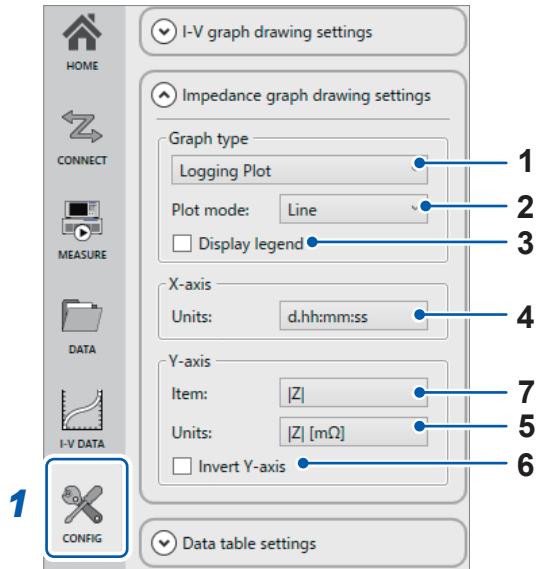 HOME
CONNECT
MEASURE
DATA
I-V DATA
1
CONFIG
I-V graph drawing settings
Impedance graph drawing settings
Graph type
Logging Plot 1
Plot mode: Line 2
Display legend 3
X-axis
Units: d.hh:mm:ss 4
Y-axis
Item: |Z| 7
Units: |Z| [mΩ] 5
Invert Y-axis 6
Data table settings